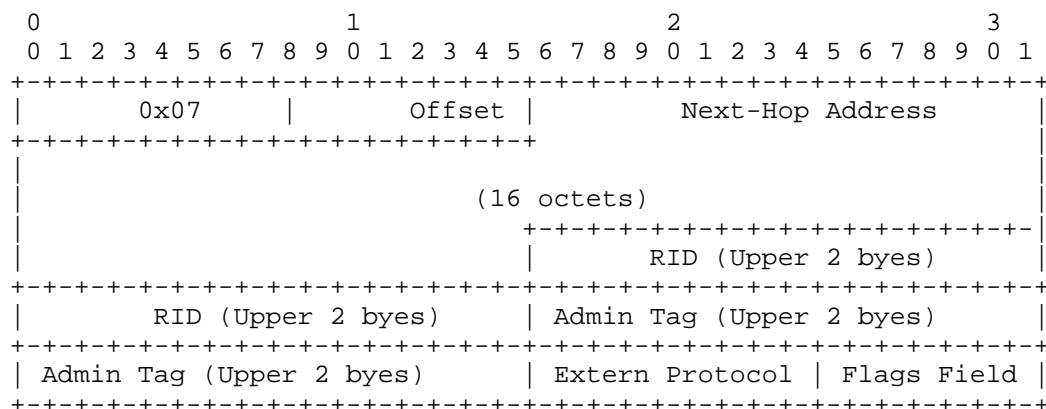 0 1 2 3
0 1 2 3 4 5 6 7 8 9 0 1 2 3 4 5 6 7 8 9 0 1 2 3 4 5 6 7 8 9 0 1
+-+-+-+-+-+-+-+-+-+-+-+-+-+-+-+-+-+-+-+-+-+-+-+-+-+-+-+-+-+-+-+-+
| 0x07 | Offset | Next-Hop Address |
+-+-+-+-+-+-+-+-+-+-+-+-+-+-+-+-+ |
| |
| (16 octets) |
| +-+-+-+-+-+-+-+-+-+-+-+-+-+-+-+-|
| | RID (Upper 2 byes) |
+-+-+-+-+-+-+-+-+-+-+-+-+-+-+-+-+-+-+-+-+-+-+-+-+-+-+-+-+-+-+-+-+
| RID (Upper 2 byes) | Admin Tag (Upper 2 byes) |
+-+-+-+-+-+-+-+-+-+-+-+-+-+-+-+-+-+-+-+-+-+-+-+-+-+-+-+-+-+-+-+-+
| Admin Tag (Upper 2 byes) | Extern Protocol | Flags Field |
+-+-+-+-+-+-+-+-+-+-+-+-+-+-+-+-+-+-+-+-+-+-+-+-+-+-+-+-+-+-+-+-+